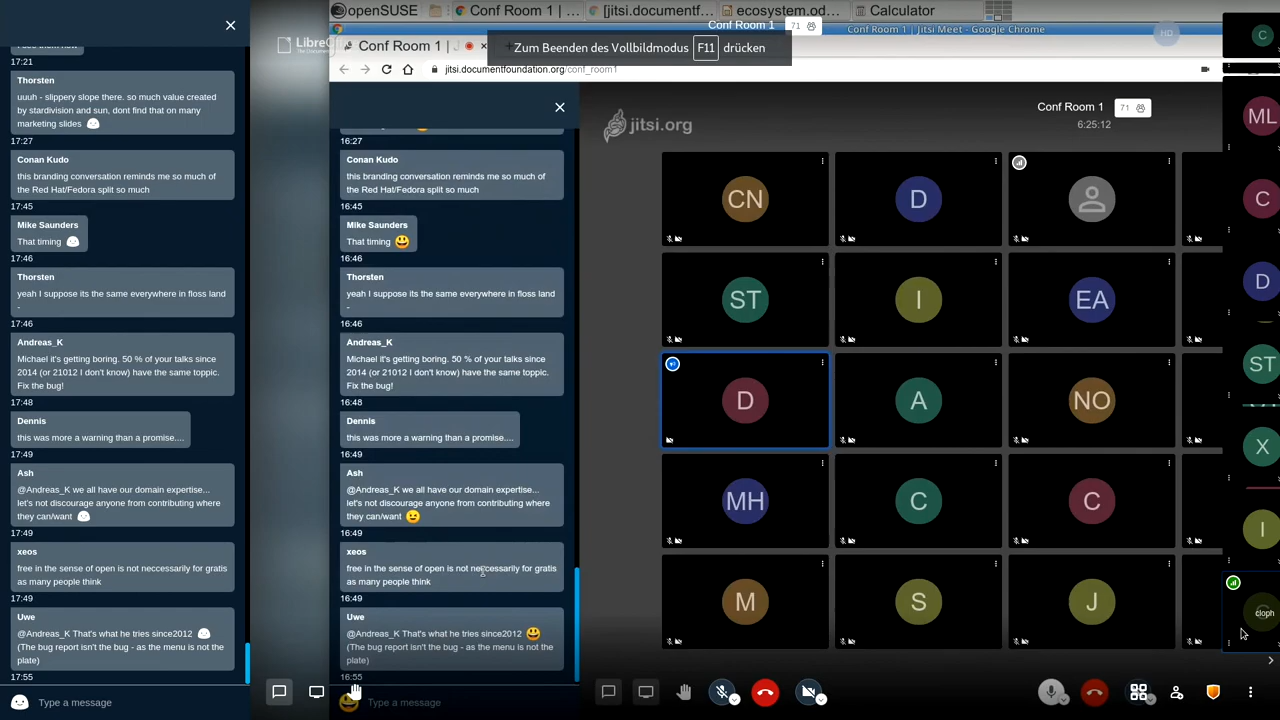 17:21
Thorsten
uuuh - slippery slope there. so much value created
by stardivision and sun, dont find that on many
marketing slides
17:27
Conan Kudo
this branding conversation reminds me so much of
the Red Hat/Fedora split so much
17:45
Mike Saunders
That timing
17:46
Thorsten
yeah I suppose its the same everywhere in floss land
-
17:46
Andreas_K
Michael it's getting boring. 50 % of your talks since
2014 (or 21012 I don't know) have the same toppic.
Fix the bug!
17:48
Dennis
this was more a warning than a promise....
17:49
Ash
@Andreas_K we all have our domain expertise...
let's not discourage anyone from contributing where
they can/want
17:49
xeos
free in the sense of open is not neccessarily for gratis
as many people think
17:49
Uwe
@Andreas_K That's what he tries since2012
(The bug report isn't the bug - as the menu is not the
plate)
17:55
Type a message
openSUSE
Conf Room 1 | ...
[jitsi.documentf...
ecosystem.od...
Calculator
Conf Room 1
71
Conf Room 1 | Jitsi Meet - Google Chrome
HD
Conf Room 1 | J
Zum Beenden des Vollbildmodus F11 drücken
jitsi.documentfoundation.org/conf_room1
16:27
Conan Kudo
this branding conversation reminds me so much of
the Red Hat/Fedora split so much
16:45
Mike Saunders
That timing
16:46
Thorsten
yeah I suppose its the same everywhere in floss land
-
16:46
Andreas_K
Michael it's getting boring. 50 % of your talks since
2014 (or 21012 I don't know) have the same toppic.
Fix the bug!
16:48
Dennis
this was more a warning than a promise....
16:49
Ash
@Andreas_K we all have our domain expertise...
let's not discourage anyone from contributing where
they can/want
16:49
xeos
free in the sense of open is not neccessarily for gratis
as many people think
16:49
Uwe
@Andreas_K That's what he tries since2012
(The bug report isn't the bug - as the menu is not the
plate)
16:55
Type a message
jitsi.org
Conf Room 1
71
6:25:12
CN D
ST I EA
D A NO
MH C C
M S J
C
ML
C
D
ST
X
I
cloph